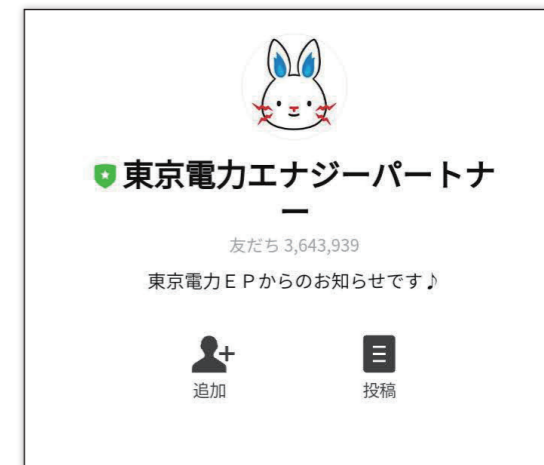 東京電力エナジーパートナ
ー
友だち 3,643,939
東京電力ＥＰからのお知らせです♪
追加
投稿